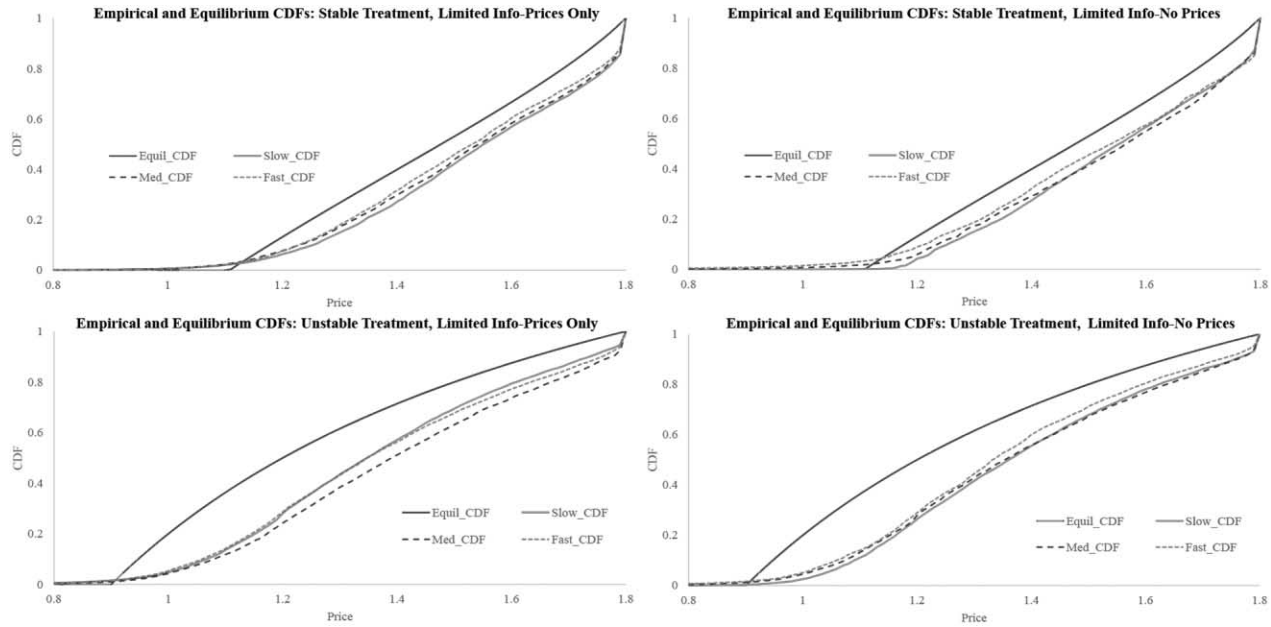 Empirical and Equilibrium CDFs: Stable Treatment, Limited Info-Prices Only
1
0.8
0.6
0.4
0.2
0
CDF
Equil_CDF Slow_CDF
Med_CDF Fast_CDF
0.8 1 1.2 1.4 1.6 1.8
Price
Empirical and Equilibrium CDFs: Stable Treatment, Limited Info-No Prices
1
0.8
0.6
0.4
0.2
0
CDF
Equil_CDF Slow_CDF
Med_CDF Fast_CDF
0.8 1 1.2 1.4 1.6 1.8
Price
Empirical and Equilibrium CDFs: Unstable Treatment, Limited Info-Prices Only
1
0.8
0.6
0.4
0.2
0
CDF
Equil_CDF Slow_CDF
Med_CDF Fast_CDF
0.8 1 1.2 1.4 1.6 1.8
Price
Empirical and Equilibrium CDFs: Unstable Treatment, Limited Info-No Prices
1
0.8
0.6
0.4
0.2
0
CDF
Equil_CDF Slow_CDF
Med_CDF Fast_CDF
0.8 1 1.2 1.4 1.6 1.8
Price